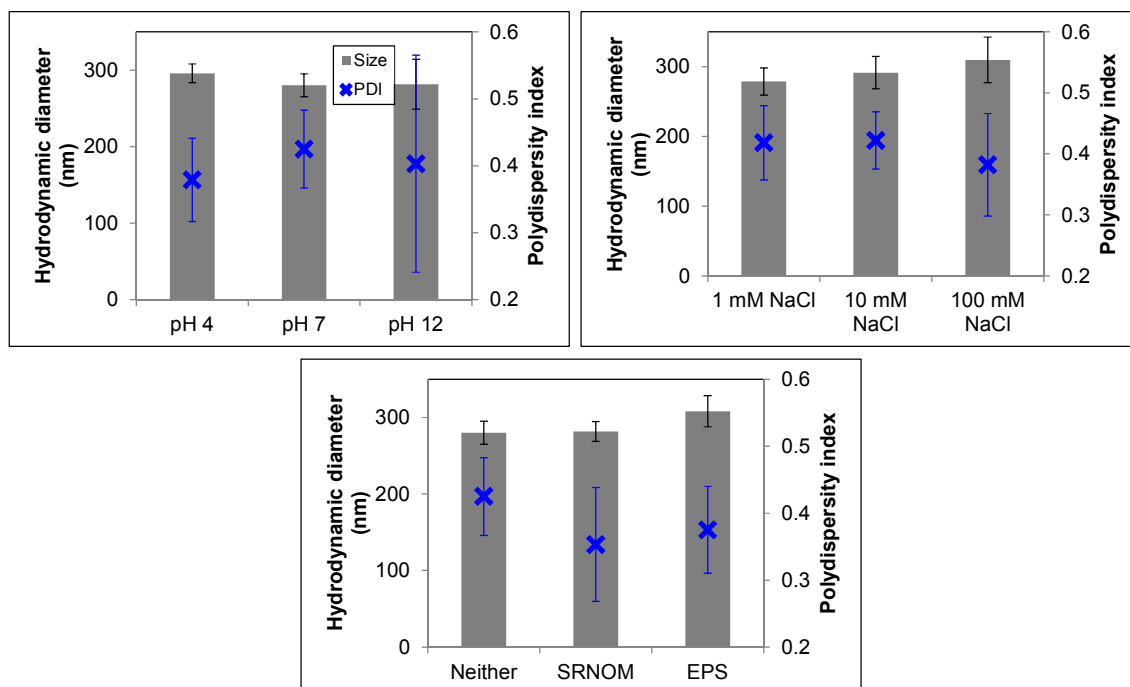 Hydrodynamic diameter
(nm)
300
200
100
0
Size
PDI
0.6
0.5
0.4
0.3
0.2
Polydispersity index
pH 4
pH 7
pH 12
Hydrodynamic diameter
(nm)
300
200
100
0
0.6
0.5
0.4
0.3
0.2
Polydispersity index
1 mM NaCl
10 mM
NaCl
100 mM
NaCl
Hydrodynamic diameter
(nm)
300
200
100
0
0.6
0.5
0.4
0.3
0.2
Polydispersity index
Neither
SRNOM
EPS